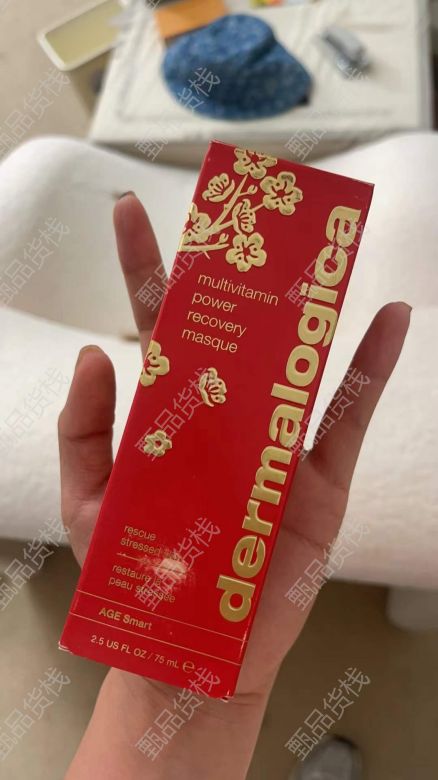 multivitamin
power
recovery
masque
dermalogica
rescue
stressed
restaure
peau stressée
AGE Smart
2.5 US FL OZ / 75 mL ℮
甄品货栈